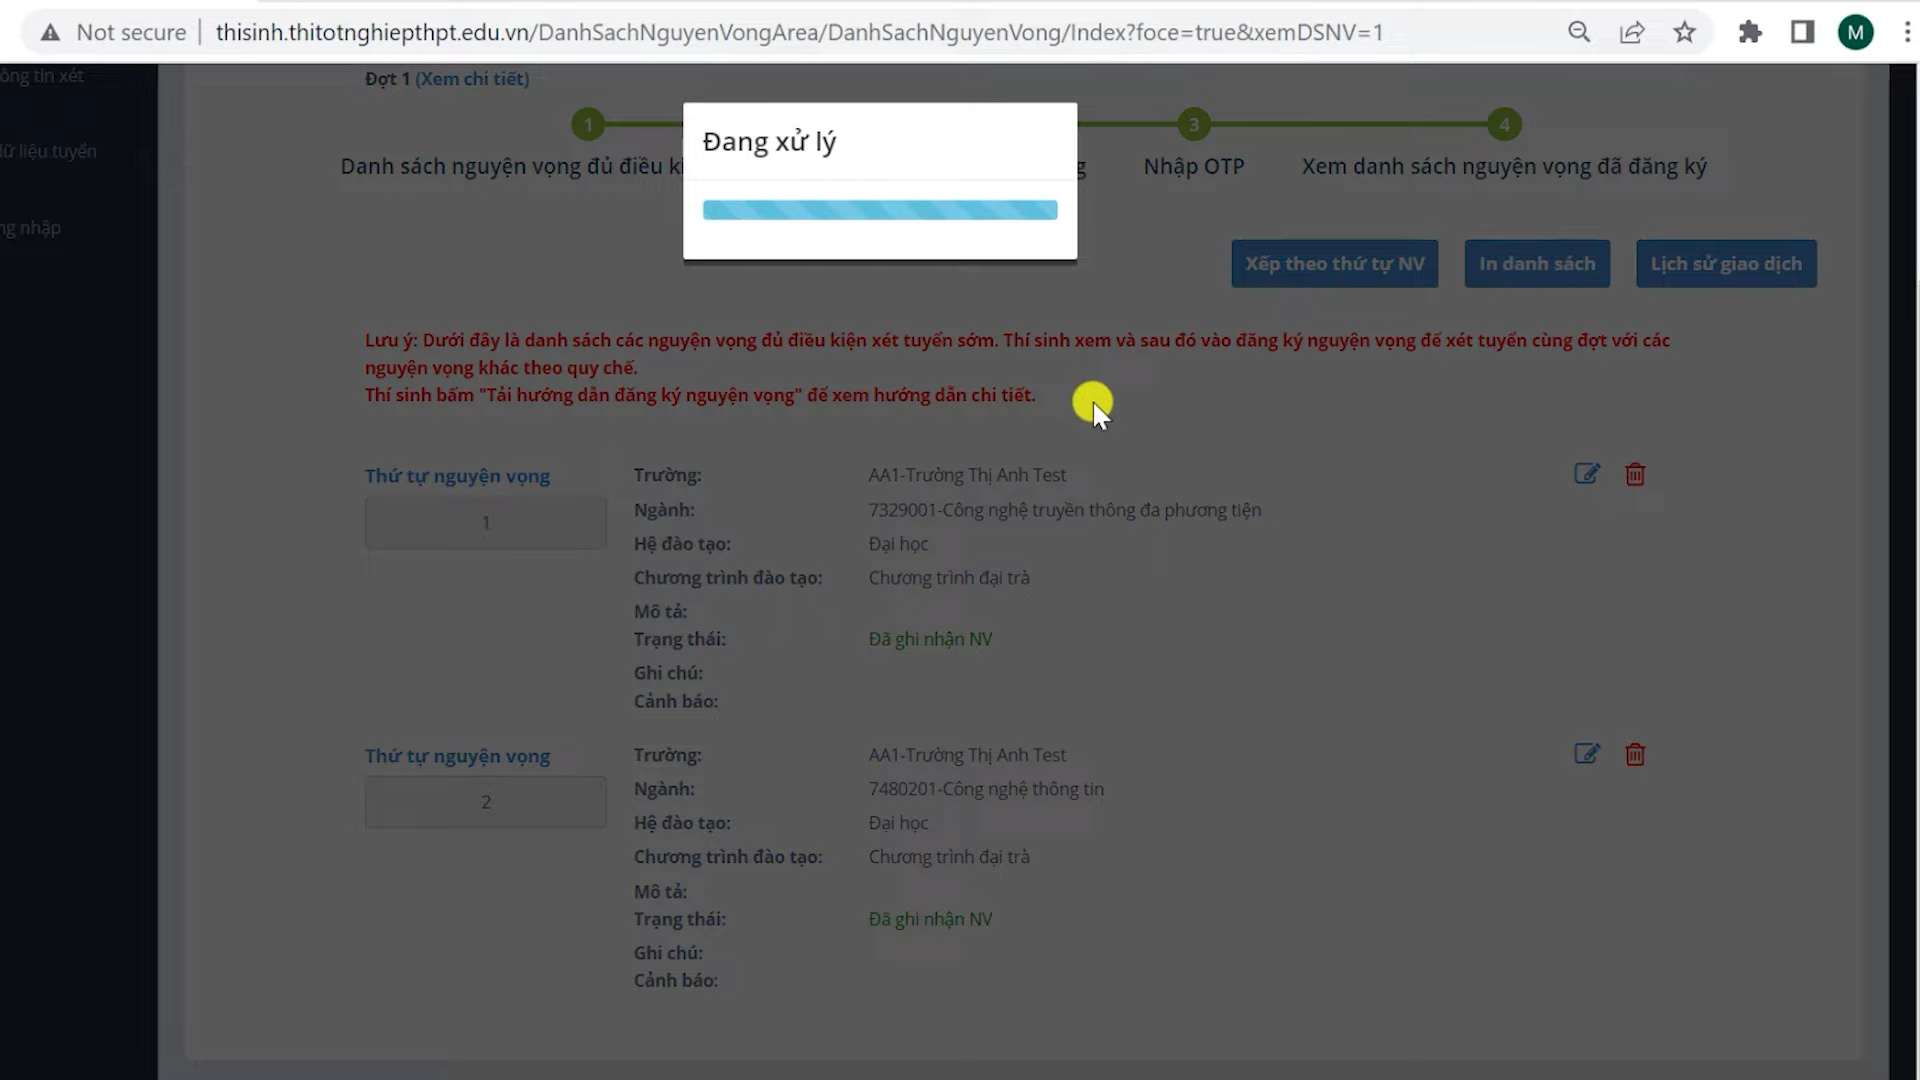 Not secure
thisinh.thitotnghiepthpt.edu.vn/DanhSachNguyenVongArea/DanhSachNguyenVong/Index?foce=true&xemDSNV=1
M
ông tin xét
dữ liệu tuyển
ng nhập
Đợt 1 (Xem chi tiết)
1
3
4
Danh sách nguyện vọng đủ điều ki
g
Nhập OTP
Xem danh sách nguyện vọng đã đăng ký
Đang xử lý
Xếp theo thứ tự NV
In danh sách
Lịch sử giao dịch
Lưu ý: Dưới đây là danh sách các nguyện vọng đủ điều kiện xét tuyển sớm. Thí sinh xem và sau đó vào đăng ký nguyện vọng để xét tuyển cùng đợt với các
nguyện vọng khác theo quy chế.
Thí sinh bấm "Tải hướng dẫn đăng ký nguyện vọng" để xem hướng dẫn chi tiết.
Thứ tự nguyện vọng
1
Trường: AA1-Trường Thị Anh Test
Ngành: 7329001-Công nghệ truyền thông đa phương tiện
Hệ đào tạo: Đại học
Chương trình đào tạo: Chương trình đại trà
Mô tả:
Trạng thái: Đã ghi nhận NV
Ghi chú:
Cảnh báo:
Thứ tự nguyện vọng
2
Trường: AA1-Trường Thị Anh Test
Ngành: 7480201-Công nghệ thông tin
Hệ đào tạo: Đại học
Chương trình đào tạo: Chương trình đại trà
Mô tả:
Trạng thái: Đã ghi nhận NV
Ghi chú:
Cảnh báo: